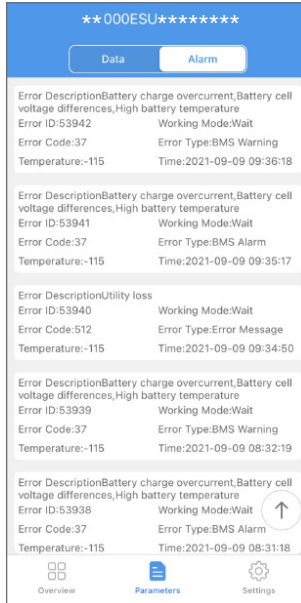 **000ESU********
Data Alarm
Error DescriptionBattery charge overcurrent,Battery cell
voltage differences,High battery temperature
Error ID:53942 Working Mode:Wait
Error Code:37 Error Type:BMS Warning
Temperature:-115 Time:2021-09-09 09:36:18
Error DescriptionBattery charge overcurrent,Battery cell
voltage differences,High battery temperature
Error ID:53941 Working Mode:Wait
Error Code:37 Error Type:BMS Alarm
Temperature:-115 Time:2021-09-09 09:35:17
Error DescriptionUtility loss
Error ID:53940 Working Mode:Wait
Error Code:512 Error Type:Error Message
Temperature:-115 Time:2021-09-09 09:34:50
Error DescriptionBattery charge overcurrent,Battery cell
voltage differences,High battery temperature
Error ID:53939 Working Mode:Wait
Error Code:37 Error Type:BMS Warning
Temperature:-115 Time:2021-09-09 08:32:19
Error DescriptionBattery charge overcurrent,Battery cell
voltage differences,High battery temperature
Error ID:53938 Working Mode:Wait
Error Code:37 Error Type:BMS Alarm
Temperature:-115 Time:2021-09-09 08:31:18
Overview Parameters Settings